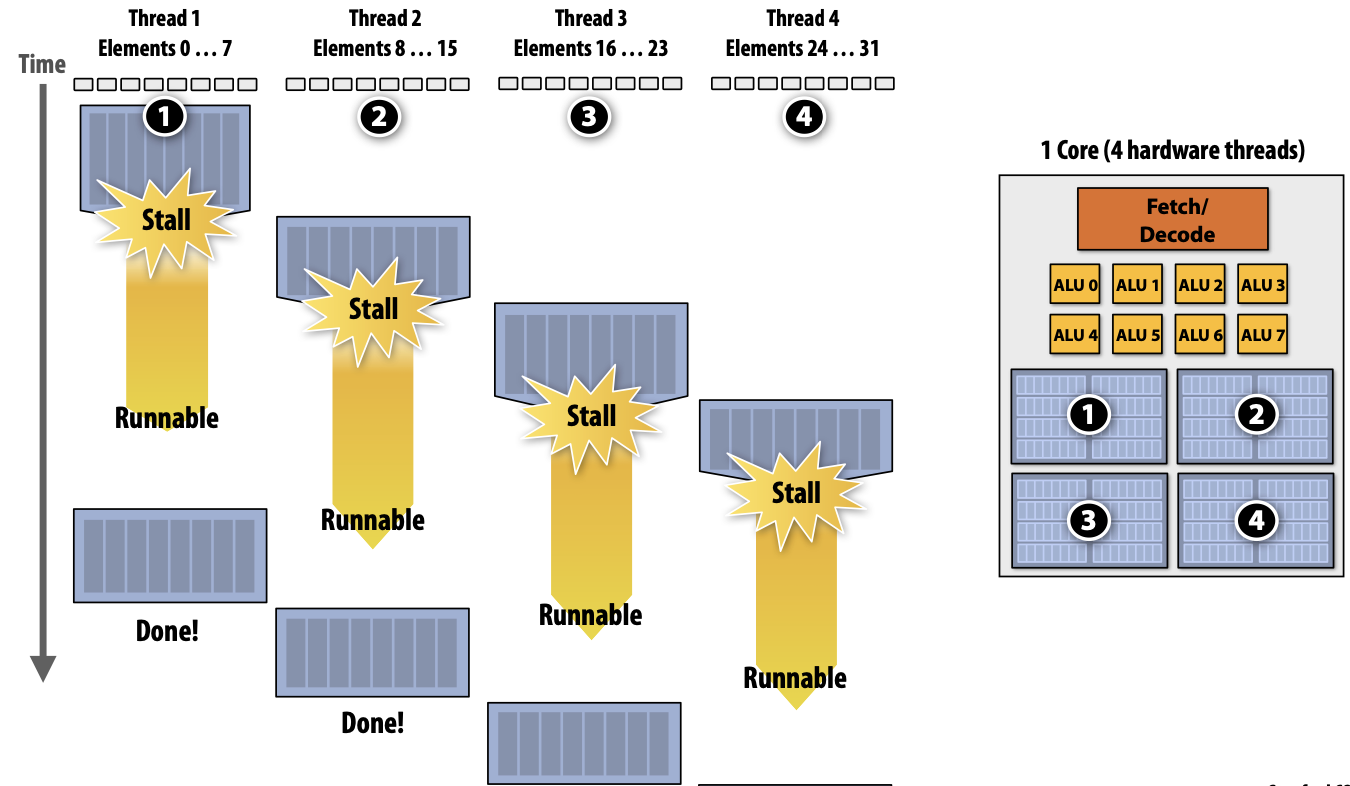 Thread 1
Elements 0 … 7
Thread 2
Elements 8 … 15
Thread 3
Elements 16 … 23
Thread 4
Elements 24 … 31
Time
1
2
3
4
Stall
Stall
Stall
Stall
Runnable
Runnable
Runnable
Runnable
Done!
Done!
1 Core (4 hardware threads)
Fetch/
Decode
ALU 0
ALU 1
ALU 2
ALU 3
ALU 4
ALU 5
ALU 6
ALU 7
1
2
3
4